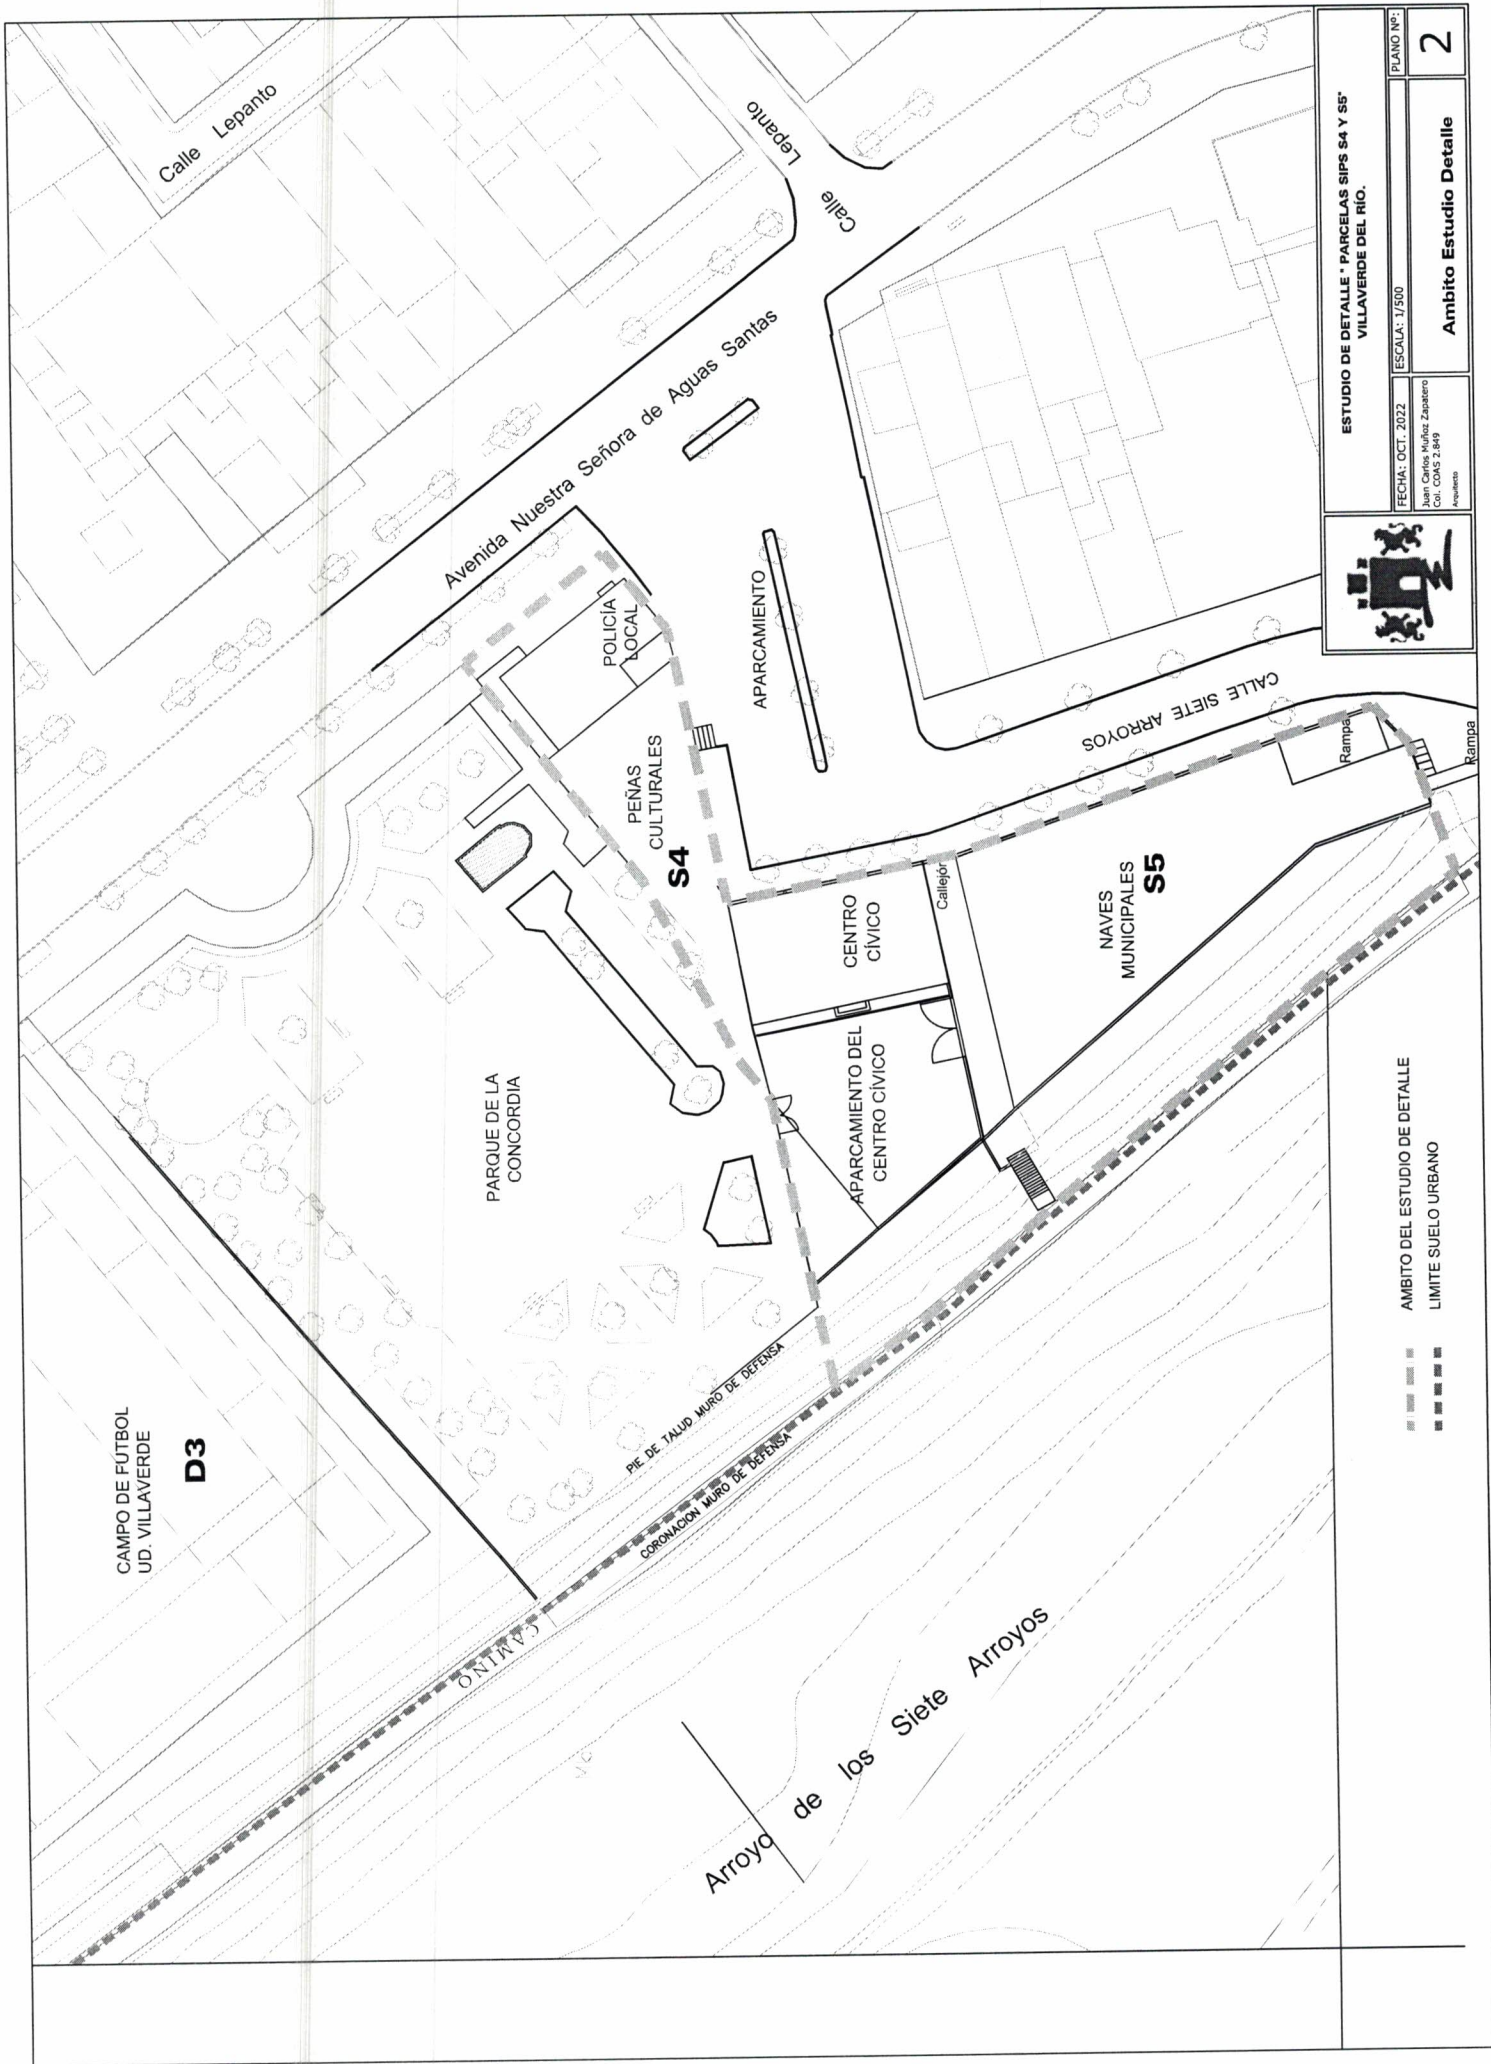 CAMPO DE FUTBOL
UD. VILLAVERDE
D3
Calle Lepanto
PARQUE DE LA
CONCORDIA
Avenida Nuestra Señora de Aguas Santas
Calle Lepanto
POLICÍA
LOCAL
PEÑAS
CULTURALES
S4
APARCAMIENTO
CENTRO
CÍVICO
Callejón
APARCAMIENTO DEL
CENTRO CÍVICO
NAVES
MUNICIPALES
S5
CALLE SIETE ARROYOS
Rampa
Rampa
PIE DE TALUD MURO DE DEFENSA
CORONACION MURO DE DEFENSA
CAMINO
Arroyo de los Siete Arroyos
AMBITO DEL ESTUDIO DE DETALLE
LIMITE SUELO URBANO
ESTUDIO DE DETALLE " PARCELAS SIPS S4 Y S5"
VILLAVERDE DEL RÍO.
FECHA: OCT. 2022
ESCALA: 1/500
PLANO Nº:
Juan Carlos Muñoz Zapatero
Col. COAS 2.849
Arquitecto
Ambito Estudio Detalle
2